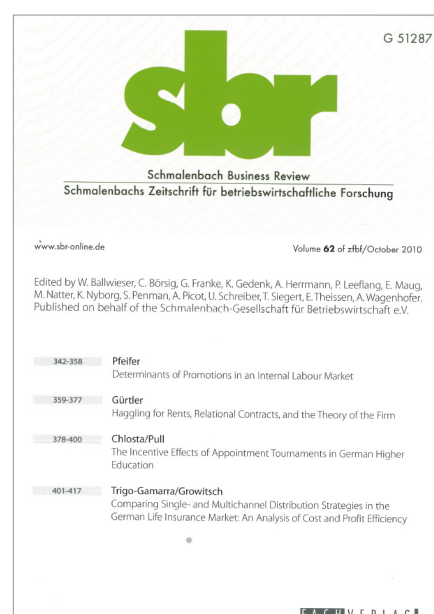 G 51287
sbr
Schmalenbach Business Review
Schmalenbachs Zeitschrift für betriebswirtschaftliche Forschung
www.sbr-online.de
Volume 62 of zfbf/October 2010
Edited by W. Ballwieser, C. Börsig, G. Franke, K. Gedenk, A. Herrmann, P. Leeflang, E. Maug,
M. Natter, K. Nyborg, S. Penman, A. Picot, U. Schreiber, T. Siegert, E. Theissen, A. Wagenhofer.
Published on behalf of the Schmalenbach-Gesellschaft für Betriebswirtschaft e.V.
342-358 Pfeifer
Determinants of Promotions in an Internal Labour Market
359-377 Gürtler
Haggling for Rents, Relational Contracts, and the Theory of the Firm
378-400 Chlosta/Pull
The Incentive Effects of Appointment Tournaments in German Higher
Education
401-417 Trigo-Gamarra/Growitsch
Comparing Single- and Multichannel Distribution Strategies in the
German Life Insurance Market: An Analysis of Cost and Profit Efficiency